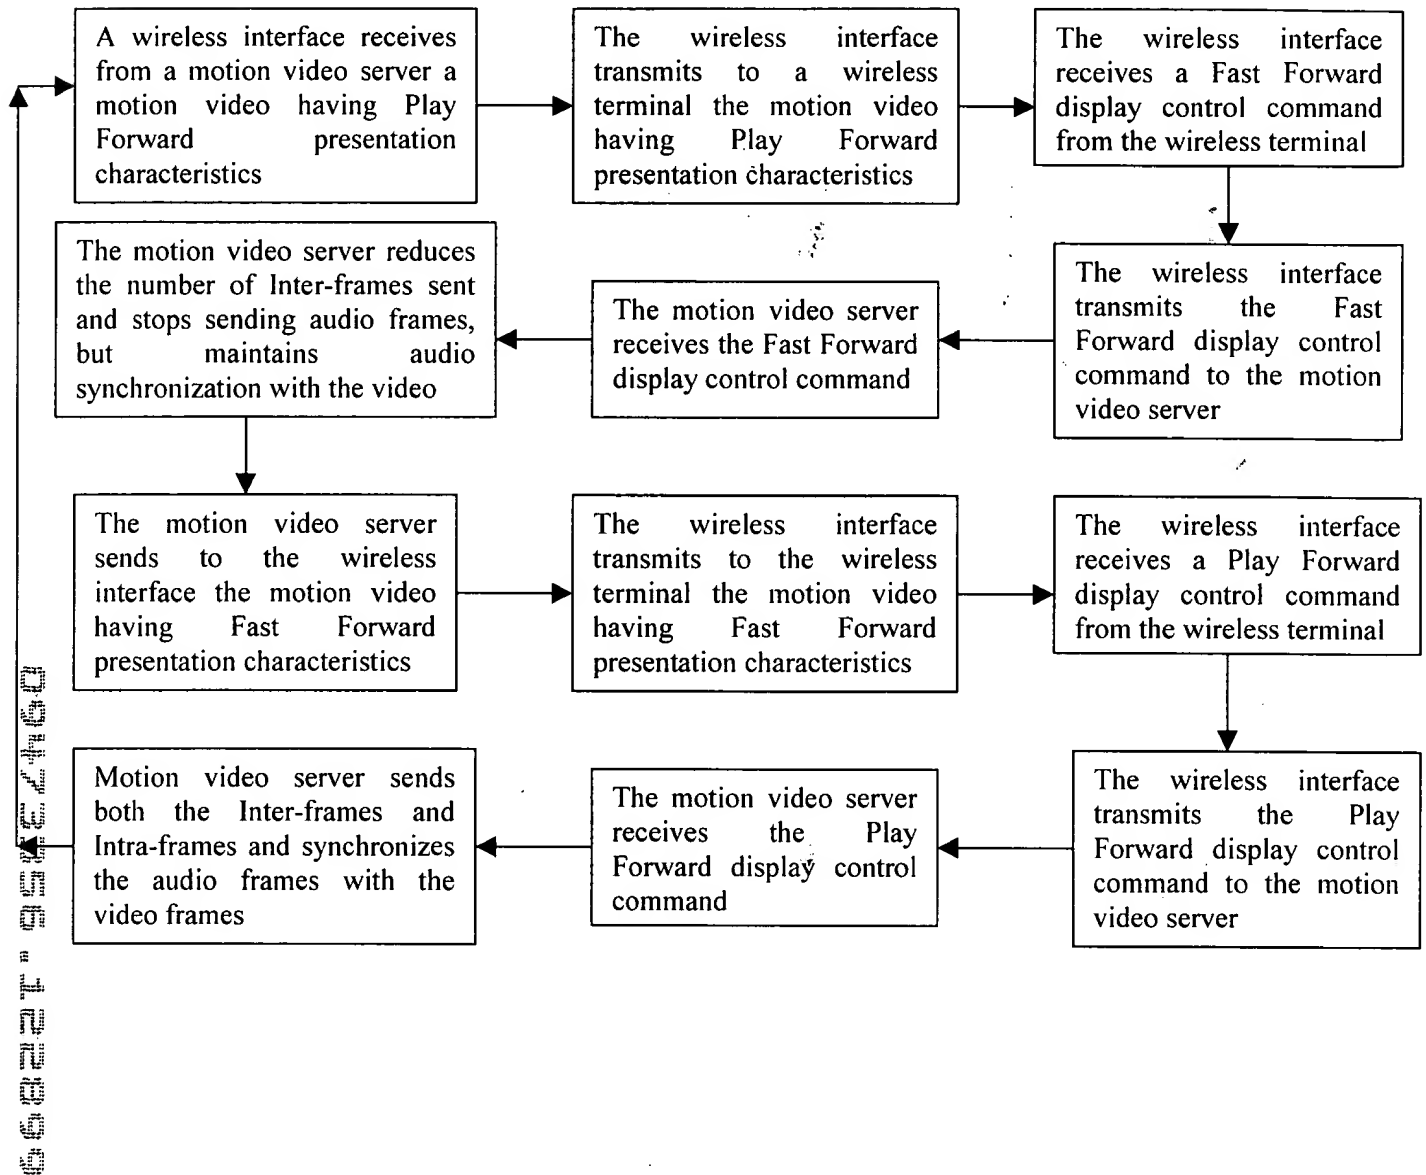 A wireless interface receives
from a motion video server a
motion video having Play
Forward presentation
characteristics
The wireless interface
transmits to a wireless
terminal the motion video
having Play Forward
presentation characteristics
The wireless interface
receives a Fast Forward
display control command
from the wireless terminal
The wireless interface
transmits the Fast
Forward display control
command to the motion
video server
The motion video server
receives the Fast Forward
display control command
The motion video server reduces
the number of Inter-frames sent
and stops sending audio frames,
but maintains audio
synchronization with the video
The motion video server
sends to the wireless
interface the motion video
having Fast Forward
presentation characteristics
The wireless interface
transmits to the wireless
terminal the motion video
having Fast Forward
presentation characteristics
The wireless interface
receives a Play Forward
display control command
from the wireless terminal
The wireless interface
transmits the Play
Forward display control
command to the motion
video server
The motion video server
receives the Play
Forward display control
command
Motion video server sends
both the Inter-frames and
Intra-frames and synchronizes
the audio frames with the
video frames